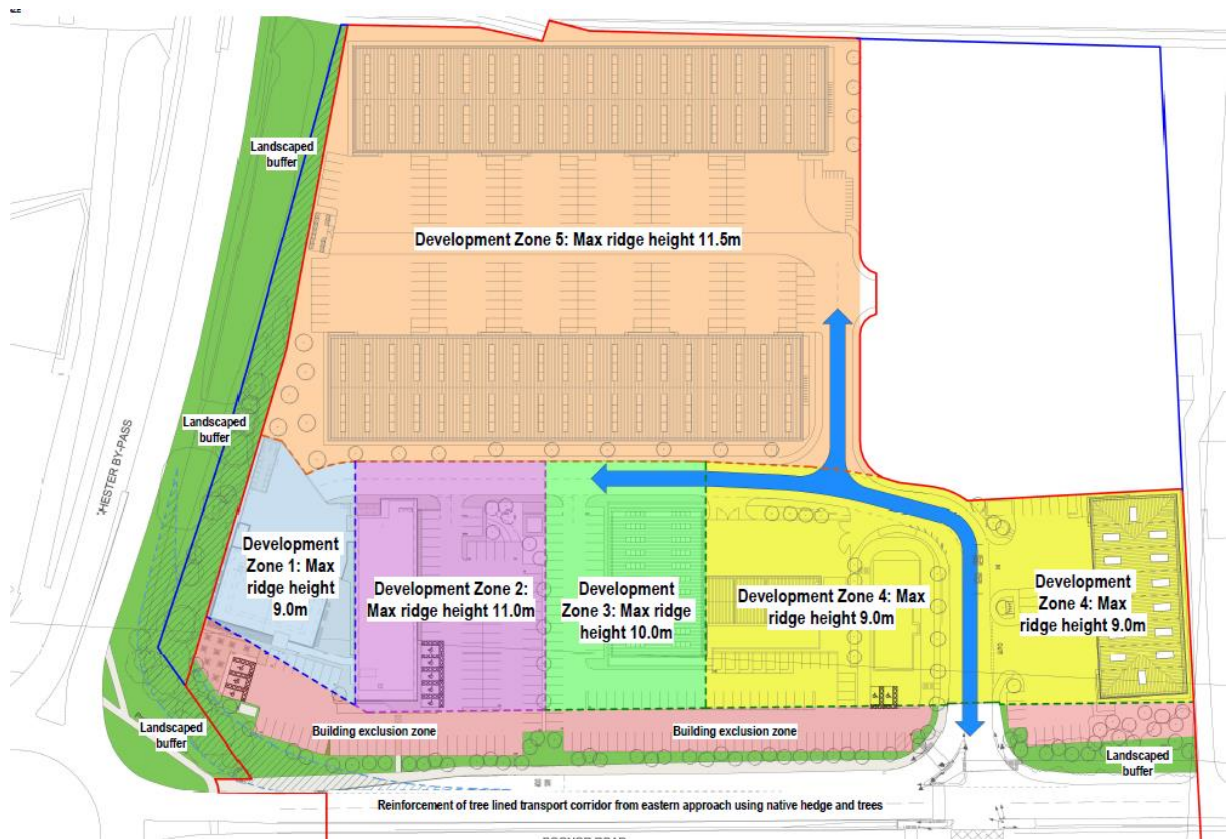 Landscaped
buffer
Development Zone 5: Max ridge height 11.5m
Landscaped
buffer
CHESTER BY-PASS
Development
Zone 1: Max
ridge height
9.0m
Development Zone 2:
Max ridge height 11.0m
Development
Zone 3: Max ridge
height 10.0m
Development Zone 4: Max
ridge height 9.0m
Development
Zone 4: Max
ridge height 9.0m
OUT
Landscaped
buffer
Building exclusion zone
Building exclusion zone
Landscaped
buffer
Reinforcement of tree lined transport corridor from eastern approach using native hedge and trees